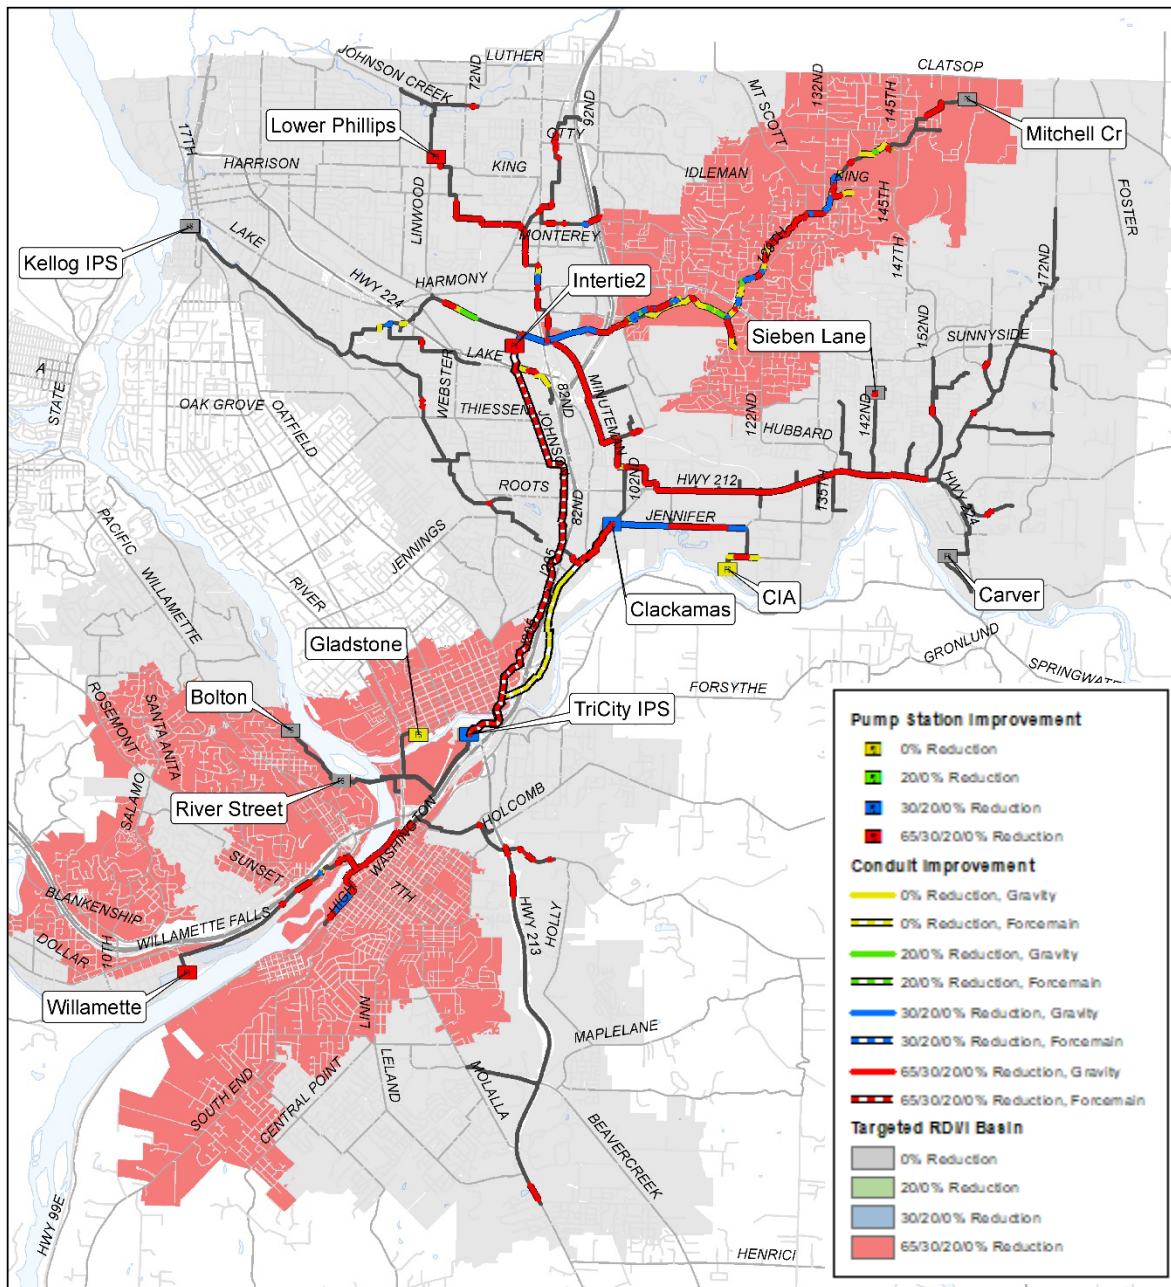 LUTHER
CLATSOP
JOHNSON CREEK
72ND
92ND
132ND
MT SCOTT
145TH
Lower Phillips
Mitchell Cr
17TH
OTTY
HARRISON
KING
IDLEMAN
KING
LINWOOD
145TH
FOSTER
LAKE
MONTEREY
129TH
147TH
172ND
Kellog IPS
HARMONY
Intertie2
HWY 224
152ND
SUNNYSIDE
Sieben Lane
LAKE
A
STATE
WEBSTER
82ND
MINUTEMAN
122ND
142ND
OAK GROVE
OATFIELD
THIESSEN
JOHNSON
HUBBARD
ROOTS
82ND
102ND
HWY 212
135TH
HWY 224
JENNIFER
PACIFIC
JENNINGS
I205
WILLAMETTE
RIVER
Clackamas
CIA
Carver
I205
GRONLUND
Gladstone
SPRINGWATER
FORSYTHE
ROSEMONT
SANTA ANITA
Bolton
TriCity IPS
SALAMO
River Street
WASHINGTON
HOLCOMB
SUNSET
7TH
BLANKENSHIP
HIGH
HOLLY
HWY 213
WILLAMETTE FALLS
DOLLAR
10TH
Willamette
LINN
MAPLELANE
LELAND
MOLALLA
SOUTH END
CENTRAL POINT
BEAVERCREEK
HWY 99E
HENRICI
Pump Station Improvement
0% Reduction
20/0% Reduction
30/20/0% Reduction
65/30/20/0% Reduction
Conduit Improvement
0% Reduction, Gravity
0% Reduction, Forcemain
20/0% Reduction, Gravity
20/0% Reduction, Forcemain
30/20/0% Reduction, Gravity
30/20/0% Reduction, Forcemain
65/30/20/0% Reduction, Gravity
65/30/20/0% Reduction, Forcemain
Targeted RDI/I Basin
0% Reduction
20/0% Reduction
30/20/0% Reduction
65/30/20/0% Reduction